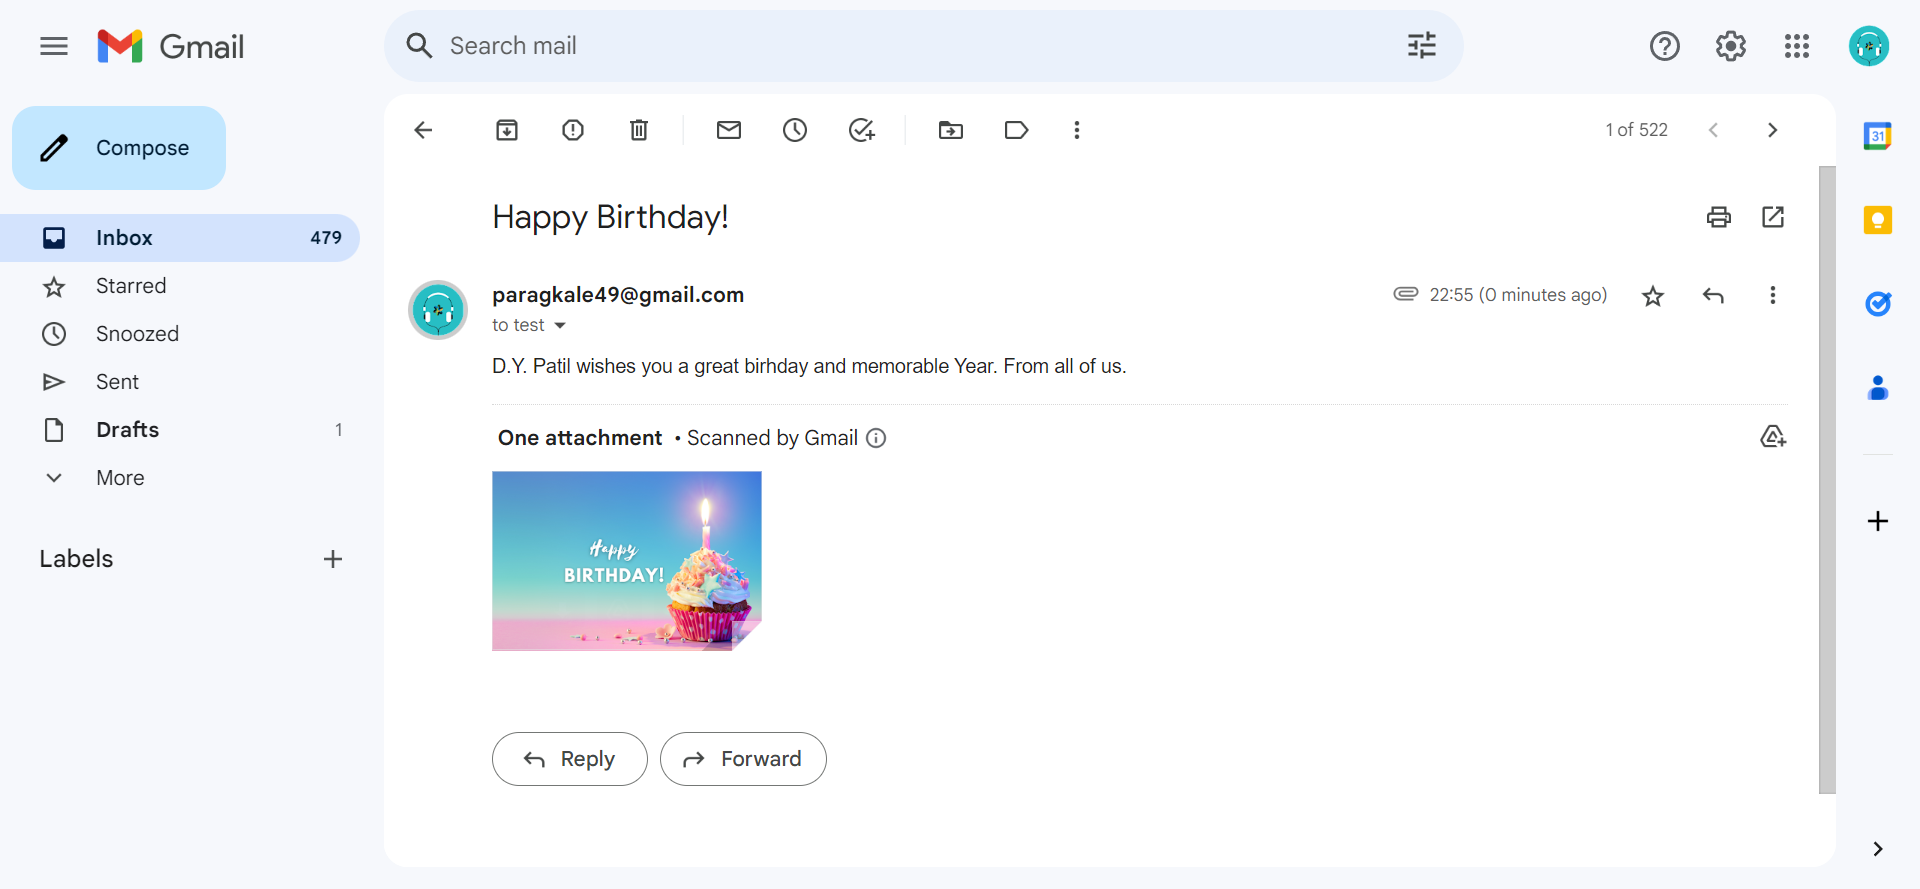 Gmail
Search mail
Compose
Inbox 479
Starred
Snoozed
Sent
Drafts 1
More
Labels
1 of 522
Happy Birthday!
paragkale49@gmail.com
22:55 (0 minutes ago)
to test
D.Y. Patil wishes you a great birhday and memorable Year. From all of us.
One attachment • Scanned by Gmail
Happy
BIRTHDAY!
Reply
Forward
31